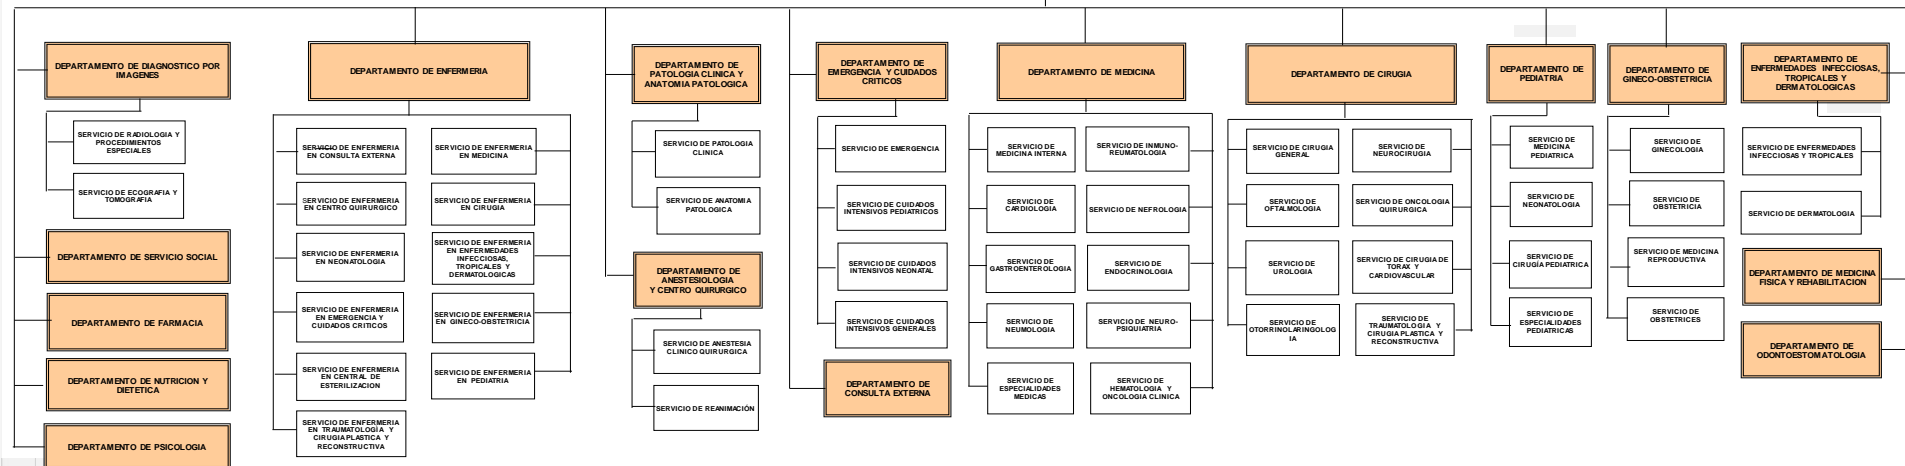 DEPARTAMENTO DE DIAGNOSTICO POR
IMAGENES
SERVICIO DE RADIOLOGIA Y
PROCEDIMIENTOS
ESPECIALES
SERVICIO DE ECOGRAFIA Y
TOMOGRAFIA
DEPARTAMENTO DE SERVICIO SOCIAL
DEPARTAMENTO DE FARMACIA
DEPARTAMENTO DE NUTRICION Y
DIETETICA
DEPARTAMENTO DE PSICOLOGIA
DEPARTAMENTO DE ENFERMERIA
SERVICIO DE ENFERMERIA
EN CONSULTA EXTERNA
SERVICIO DE ENFERMERIA
EN CENTRO QUIRURGICO
SERVICIO DE ENFERMERIA
EN NEONATOLOGIA
SERVICIO DE ENFERMERIA
EN EMERGENCIA Y
CUIDADOS CRITICOS
SERVICIO DE ENFERMERIA
EN CENTRAL DE
ESTERILIZACION
SERVICIO DE ENFERMERIA
EN TRAUMATOLOGIA Y
CIRUGIA PLASTICA Y
RECONSTRUCTIVA
SERVICIO DE ENFERMERIA
EN MEDICINA
SERVICIO DE ENFERMERIA
EN CIRUGIA
SERVICIO DE ENFERMERIA
EN ENFERMEDADES
INFECCIOSAS,
TROPICALES Y
DERMATOLOGICAS
SERVICIO DE ENFERMERIA
EN GINECO-OBSTETRICIA
SERVICIO DE ENFERMERIA
EN PEDIATRIA
DEPARTAMENTO DE
PATOLOGIA CLINICA Y
ANATOMIA PATOLOGICA
SERVICIO DE PATOLOGIA
CLINICA
SERVICIO DE ANATOMIA
PATOLOGICA
DEPARTAMENTO DE
ANESTESIOLOGIA
Y CENTRO QUIRURGICO
SERVICIO DE ANESTESIA
CLINICO QUIRURGICA
SERVICIO DE REANIMACIÓN
DEPARTAMENTO DE
EMERGENCIA Y CUIDADOS
CRITICOS
SERVICIO DE EMERGENCIA
SERVICIO DE CUIDADOS
INTENSIVOS PEDIATRICOS
SERVICIO DE CUIDADOS
INTENSIVOS NEONATAL
SERVICIO DE CUIDADOS
INTENSIVOS GENERALES
DEPARTAMENTO DE
CONSULTA EXTERNA
DEPARTAMENTO DE MEDICINA
SERVICIO DE
MEDICINA INTERNA
SERVICIO DE
CARDIOLOGIA
SERVICIO DE
GASTROENTEROLOGIA
SERVICIO DE
NEUMOLOGIA
SERVICIO DE
ESPECIALIDADES
MEDICAS
SERVICIO DE INMUNO-
REUMATOLOGIA
SERVICIO DE NEFROLOGIA
SERVICIO DE
ENDOCRINOLOGIA
SERVICIO DE NEURO-
PSIQUIATRIA
SERVICIO DE
HEMATOLOGIA Y
ONCOLOGIA CLINICA
DEPARTAMENTO DE CIRUGIA
SERVICIO DE CIRUGIA
GENERAL
SERVICIO DE
OFTALMOLOGIA
SERVICIO DE
UROLOGIA
SERVICIO DE
OTORRINOLARINGOLOG
IA
SERVICIO DE
NEUROCIRUGIA
SERVICIO DE ONCOLOGIA
QUIRURGICA
SERVICIO DE CIRUGIA DE
TORAX Y
CARDIOVASCULAR
SERVICIO DE
TRAUMATOLOGIA Y
CIRUGIA PLASTICA Y
RECONSTRUCTIVA
DEPARTAMENTO DE
PEDIATRIA
SERVICIO DE
MEDICINA
PEDIATRICA
SERVICIO DE
NEONATOLOGIA
SERVICIO DE
CIRUGÍA PEDIATRICA
SERVICIO DE
ESPECIALIDADES
PEDIATRICAS
DEPARTAMENTO DE
GINECO-OBSTETRICIA
SERVICIO DE
GINECOLOGIA
SERVICIO DE
OBSTETRICIA
SERVICIO DE MEDICINA
REPRODUCTIVA
SERVICIO DE
OBSTETRICES
DEPARTAMENTO DE
ENFERMEDADES INFECCIOSAS,
TROPICALES Y
DERMATOLOGICAS
SERVICIO DE ENFERMEDADES
INFECCIOSAS Y TROPICALES
SERVICIO DE DERMATOLOGIA
DEPARTAMENTO DE MEDICINA
FISICA Y REHABILITACION
DEPARTAMENTO DE
ODONTOESTOMATOLOGIA